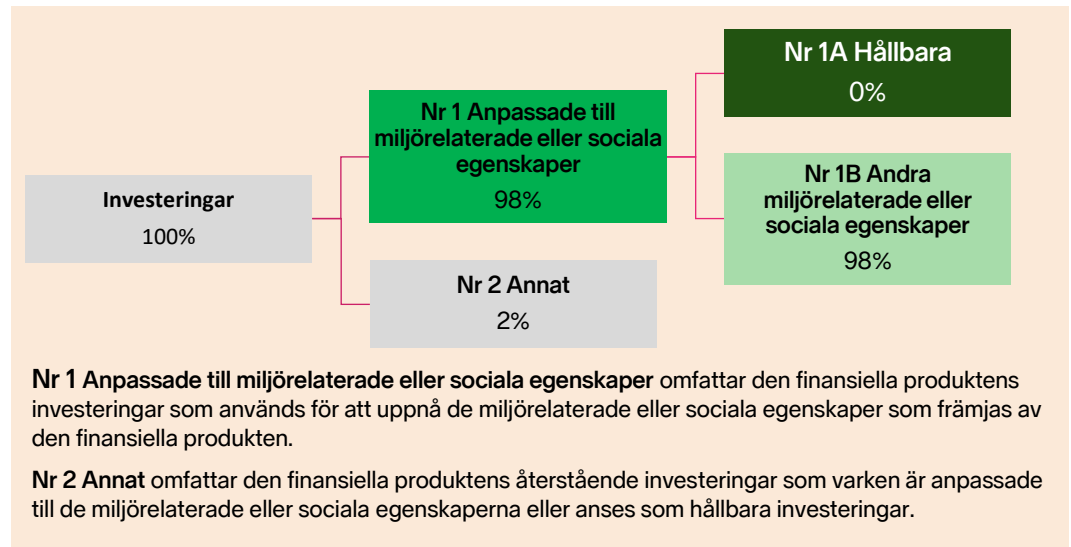 Investeringar
100%
Nr 1 Anpassade till
miljörelaterade eller sociala
egenskaper
98%
Nr 2 Annat
2%
Nr 1A Hållbara
0%
Nr 1B Andra
miljörelaterade eller
sociala egenskaper
98%
Nr 1 Anpassade till miljörelaterade eller sociala egenskaper omfattar den finansiella produktens
investeringar som används för att uppnå de miljörelaterade eller sociala egenskaper som främjas av
den finansiella produkten.
Nr 2 Annat omfattar den finansiella produktens återstående investeringar som varken är anpassade
till de miljörelaterade eller sociala egenskaperna eller anses som hållbara investeringar.